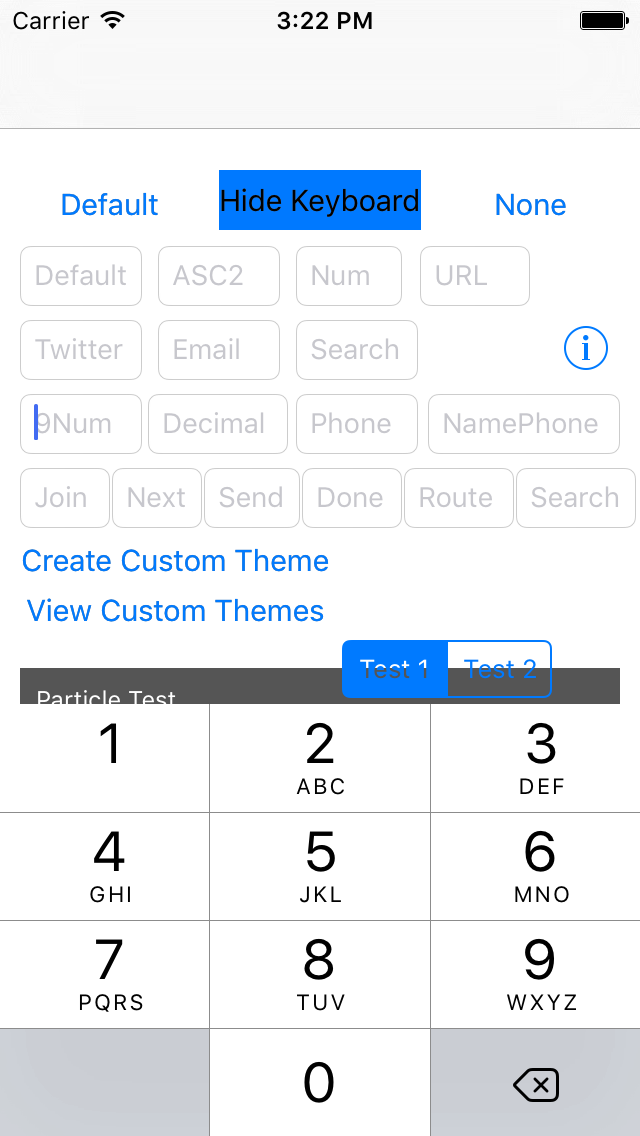 Carrier 3:22 PM
Default Hide Keyboard None
Default ASC2 Num URL
Twitter Email Search i
9Num Decimal Phone NamePhone
Join Next Send Done Route Search
Create Custom Theme
View Custom Themes
Test 1 Test 2
Particle Test
1 2 3
ABC DEF
4 5 6
GHI JKL MNO
7 8 9
PQRS TUV WXYZ
0